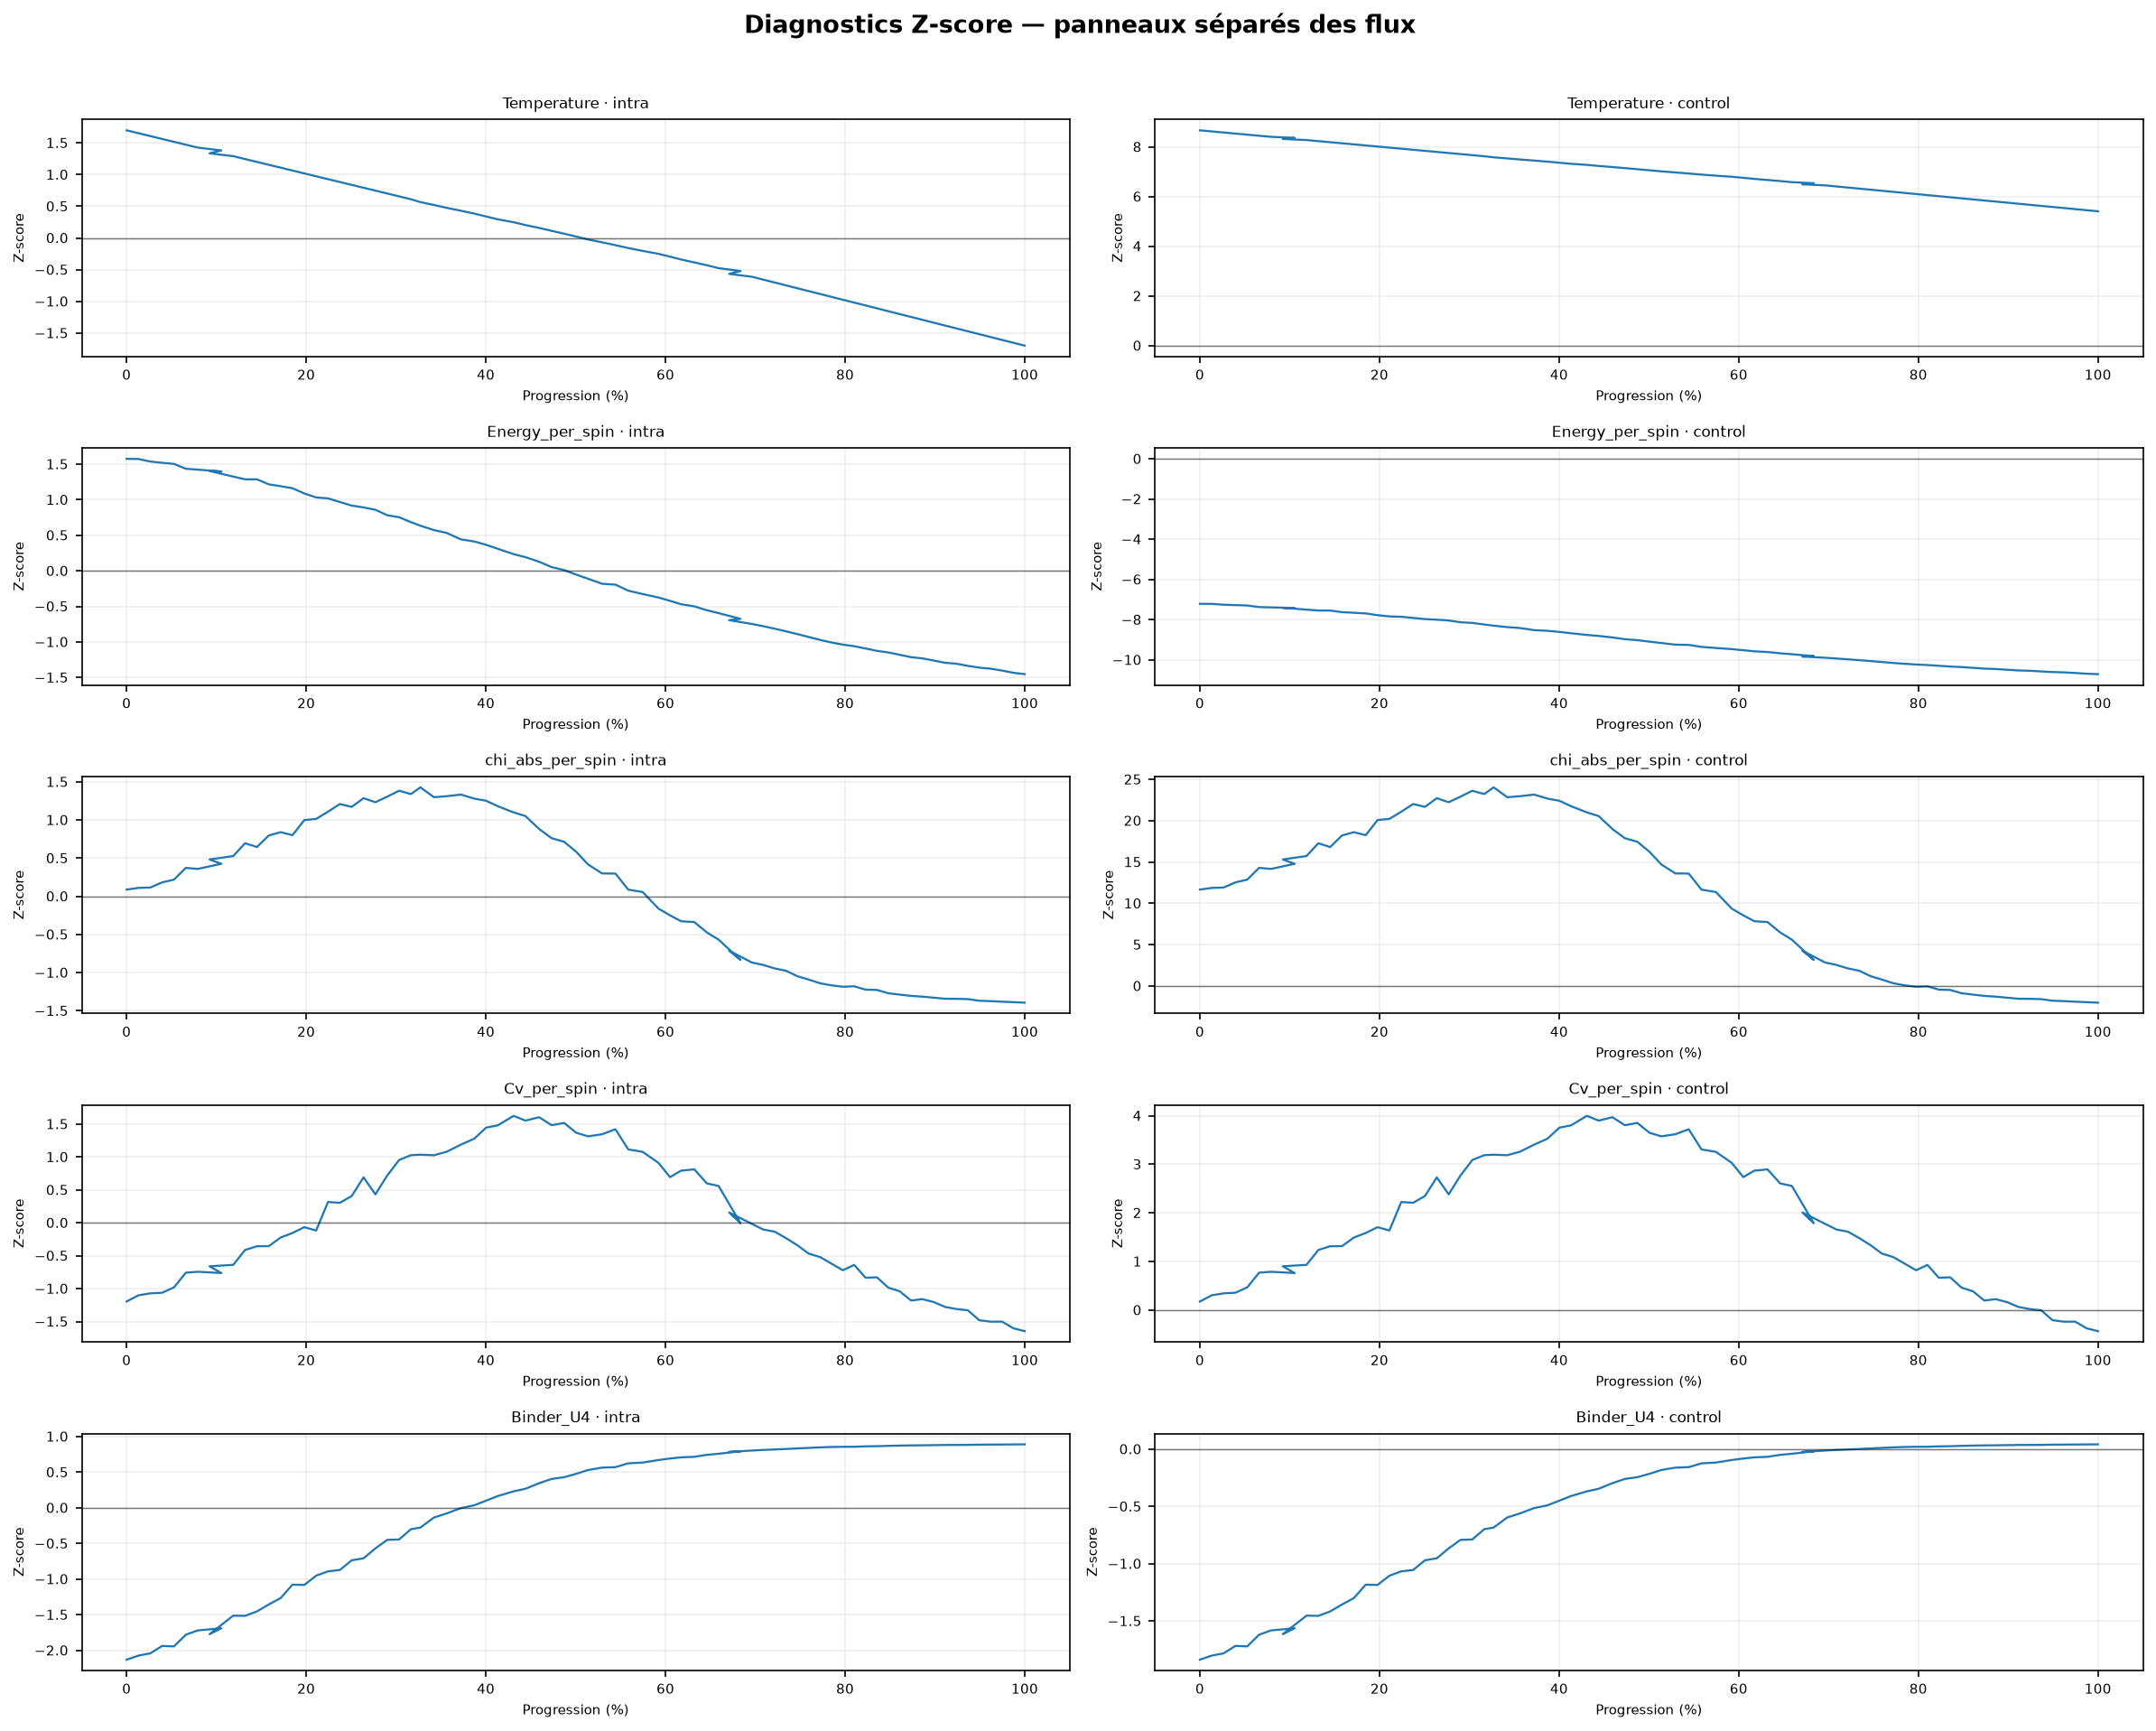 Diagnostics Z-score — panneaux séparés des flux
Temperature · intra
Z-score
1.5
1.0
0.5
0.0
−0.5
−1.0
−1.5
0 20 40 60 80 100
Progression (%)
Temperature · control
Z-score
8
6
4
2
0
0 20 40 60 80 100
Progression (%)
Energy_per_spin · intra
Z-score
1.5
1.0
0.5
0.0
−0.5
−1.0
−1.5
0 20 40 60 80 100
Progression (%)
Energy_per_spin · control
Z-score
0
−2
−4
−6
−8
−10
0 20 40 60 80 100
Progression (%)
chi_abs_per_spin · intra
Z-score
1.5
1.0
0.5
0.0
−0.5
−1.0
−1.5
0 20 40 60 80 100
Progression (%)
chi_abs_per_spin · control
Z-score
25
20
15
10
5
0
0 20 40 60 80 100
Progression (%)
Cv_per_spin · intra
Z-score
1.5
1.0
0.5
0.0
−0.5
−1.0
−1.5
0 20 40 60 80 100
Progression (%)
Cv_per_spin · control
Z-score
4
3
2
1
0
0 20 40 60 80 100
Progression (%)
Binder_U4 · intra
Z-score
1.0
0.5
0.0
−0.5
−1.0
−1.5
−2.0
0 20 40 60 80 100
Progression (%)
Binder_U4 · control
Z-score
0.0
−0.5
−1.0
−1.5
0 20 40 60 80 100
Progression (%)